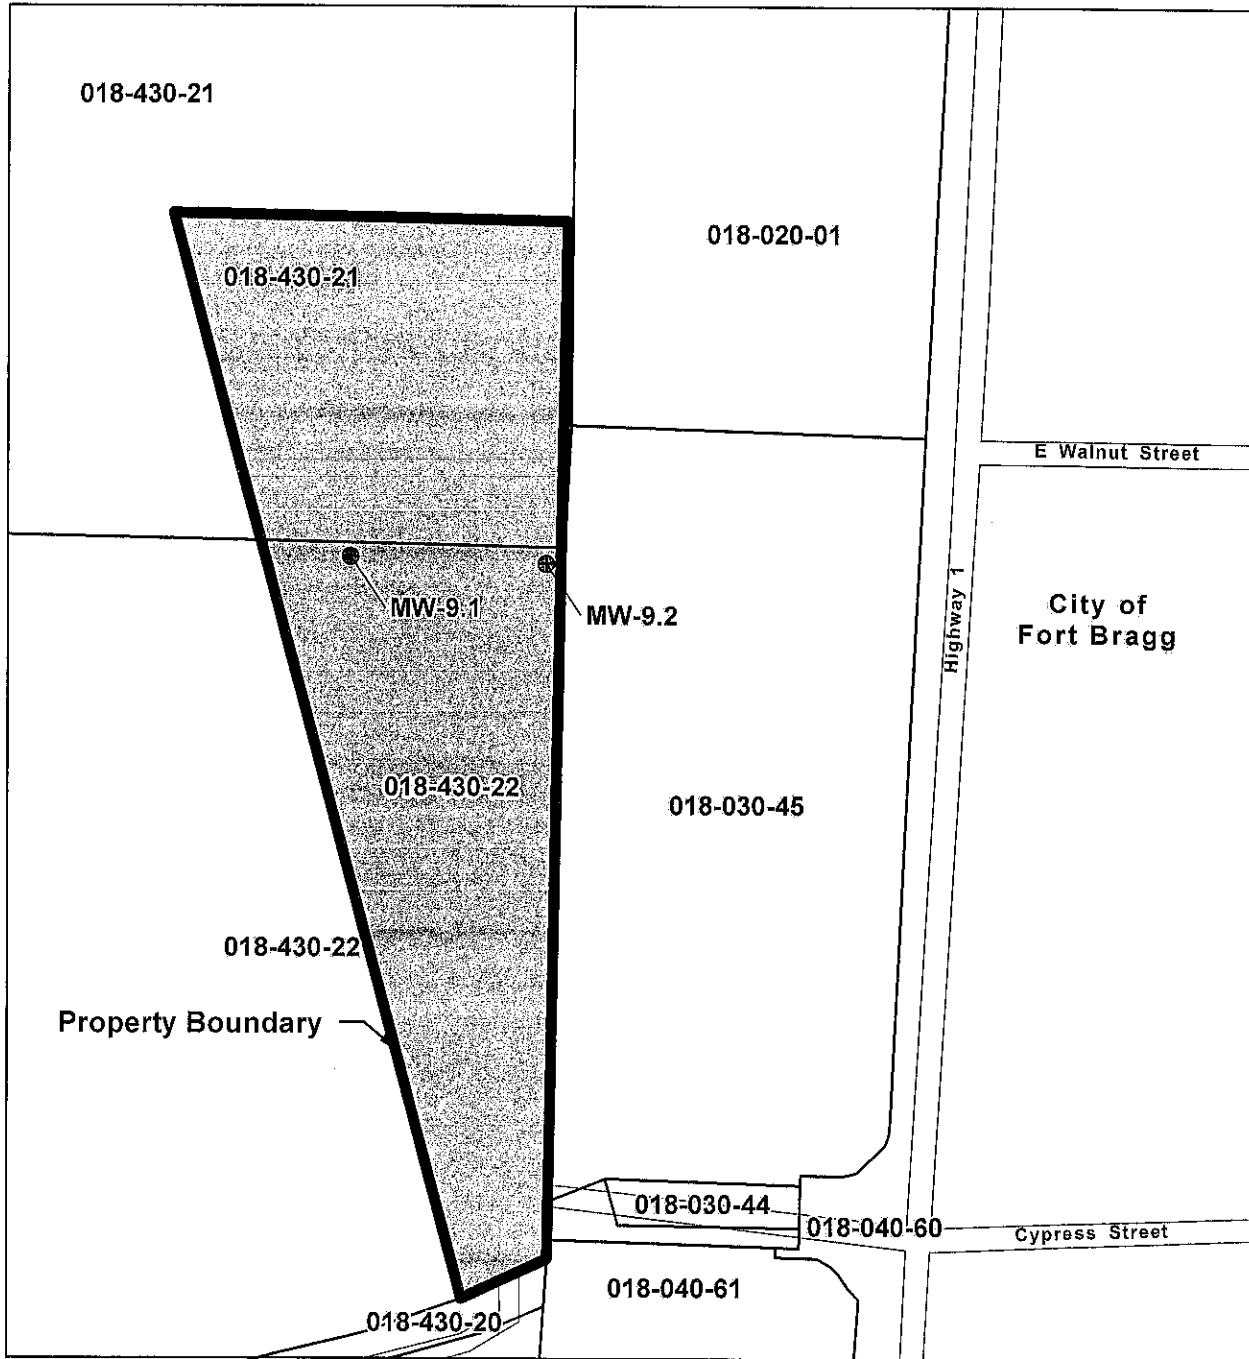 018-430-21
018-020-01
018-430-21
E Walnut Street
Highway 1
City of
Fort Bragg
MW-9.1
MW-9.2
018-430-22
018-030-45
018-430-22
Property Boundary
018-030-44
018-040-60
Cypress Street
018-040-61
018-430-20